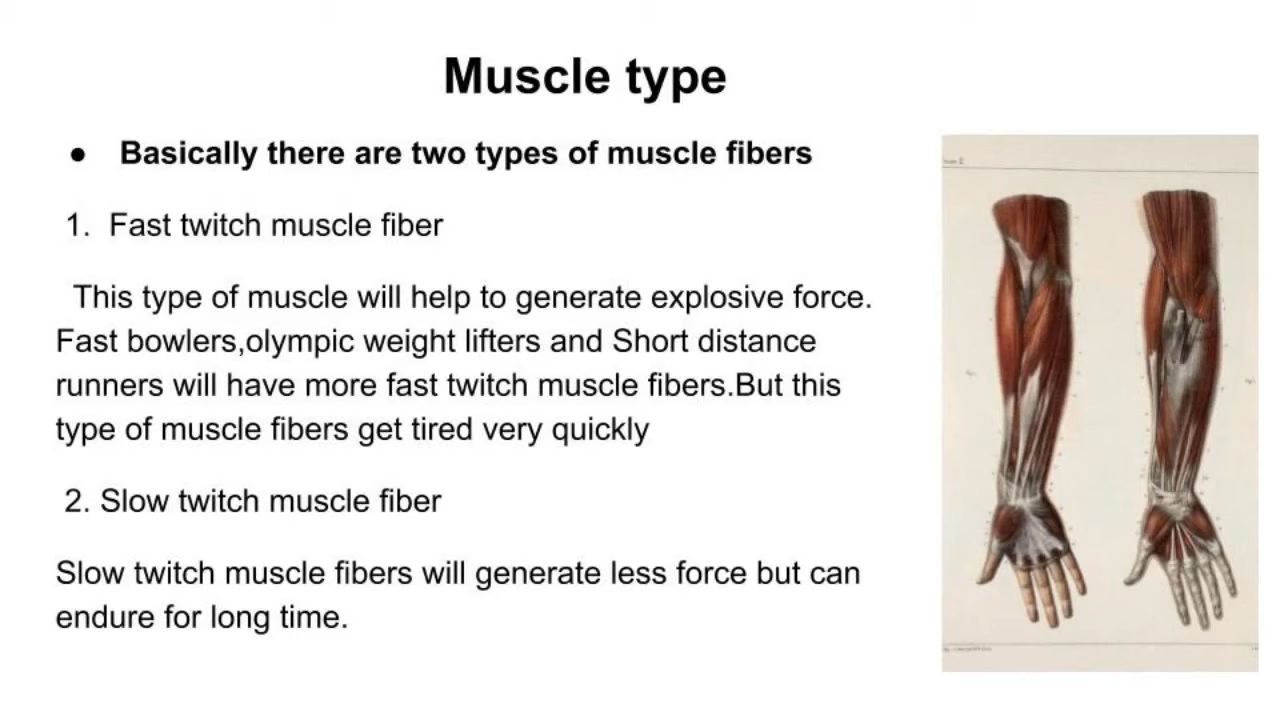 Muscle type
● Basically there are two types of muscle fibers
1. Fast twitch muscle fiber
This type of muscle will help to generate explosive force.
Fast bowlers,olympic weight lifters and Short distance
runners will have more fast twitch muscle fibers.But this
type of muscle fibers get tired very quickly
2. Slow twitch muscle fiber
Slow twitch muscle fibers will generate less force but can
endure for long time.